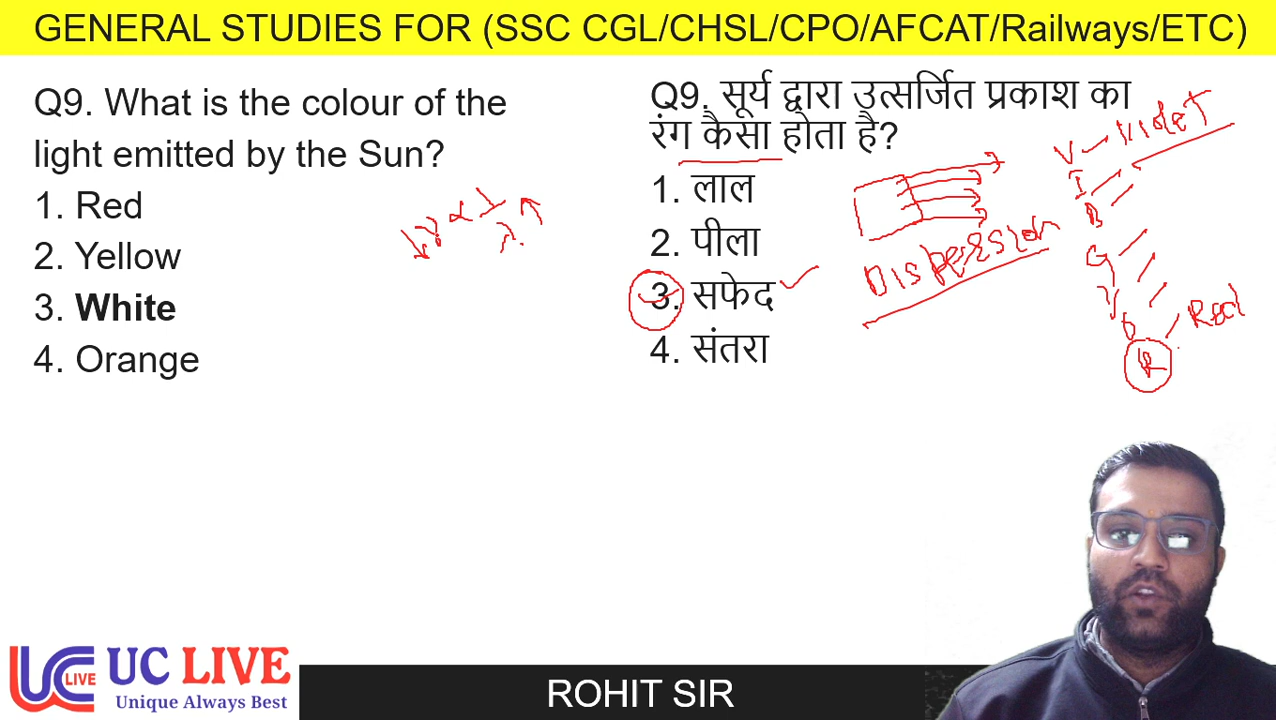 GENERAL STUDIES FOR (SSC CGL/CHSL/CPO/AFCAT/Railways/ETC)
Q9. What is the colour of the
light emitted by the Sun?
1. Red
2. Yellow
3. White
4. Orange
Q9. सूर्य द्वारा उत्सर्जित प्रकाश का
रंग कैसा होता है?
1. लाल
2. पीला
3. सफेद
4. संतरा
Dispersion
V - Violet
I
B
G
Y
O
R
Red
LIVE
UC LIVE
Unique Always Best
ROHIT SIR